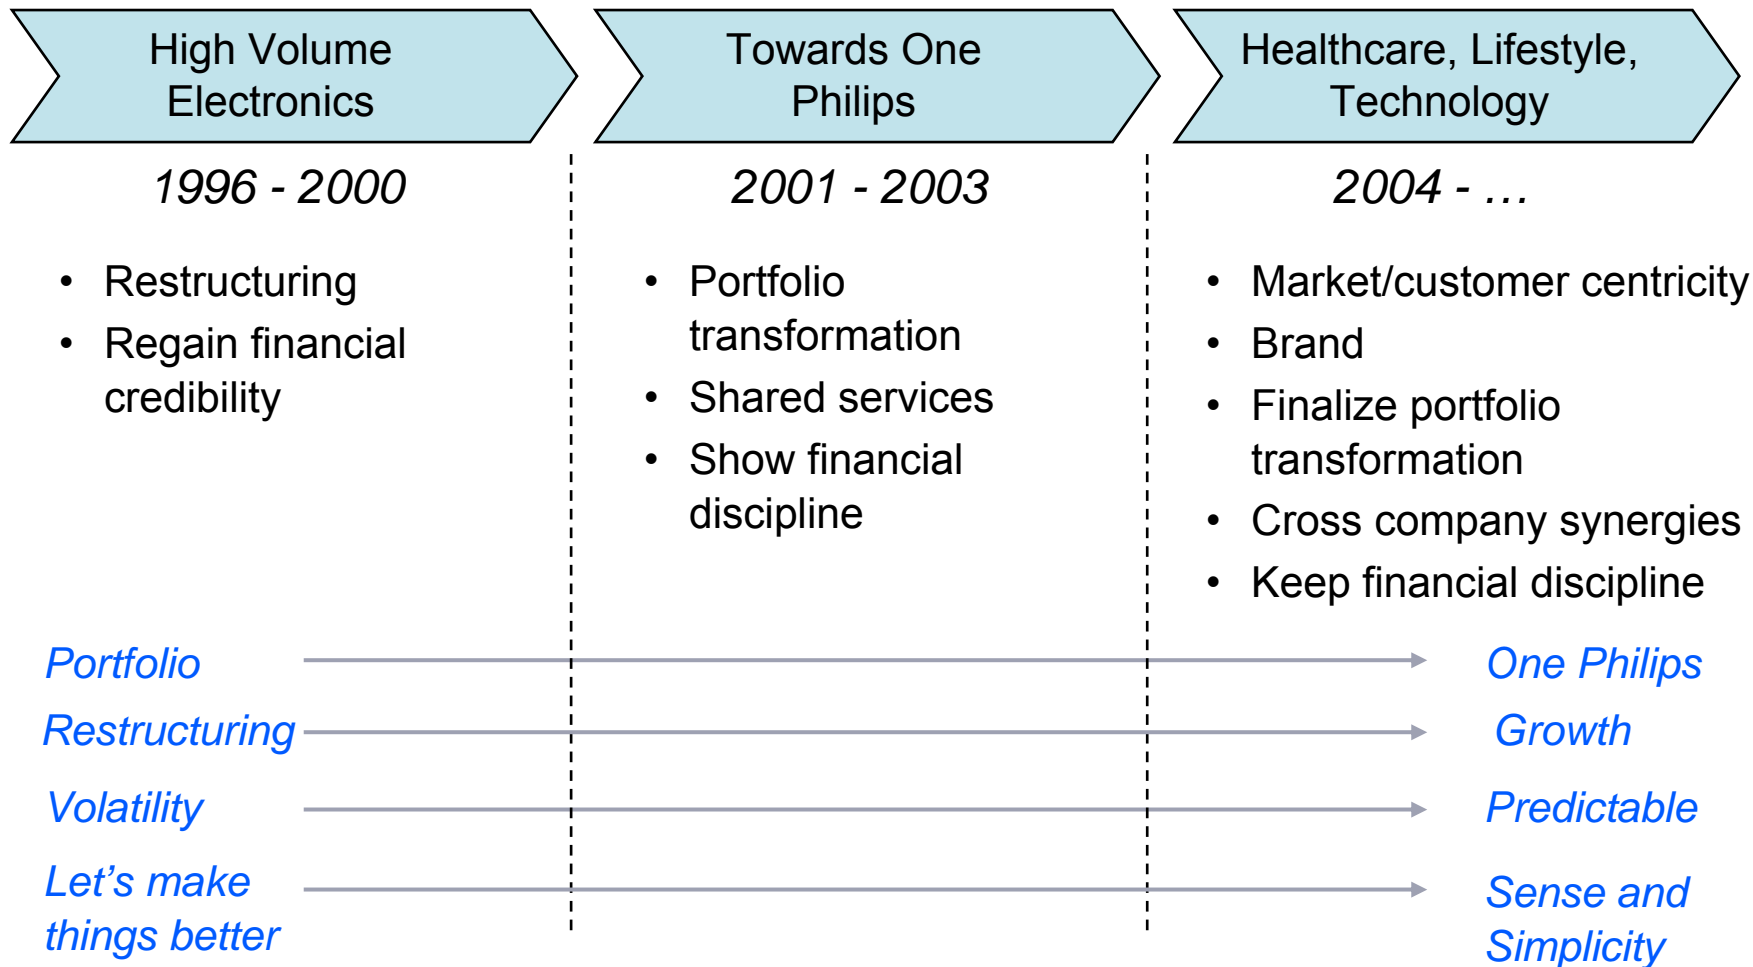 High Volume
Electronics
Towards One
Philips
Healthcare, Lifestyle,
Technology
1996 - 2000
2001 - 2003
2004 - …
• Restructuring
• Regain financial
credibility
• Portfolio
transformation
• Shared services
• Show financial
discipline
• Market/customer centricity
• Brand
• Finalize portfolio
transformation
• Cross company synergies
• Keep financial discipline
Portfolio
One Philips
Restructuring
Growth
Volatility
Predictable
Let’s make
things better
Sense and
Simplicity